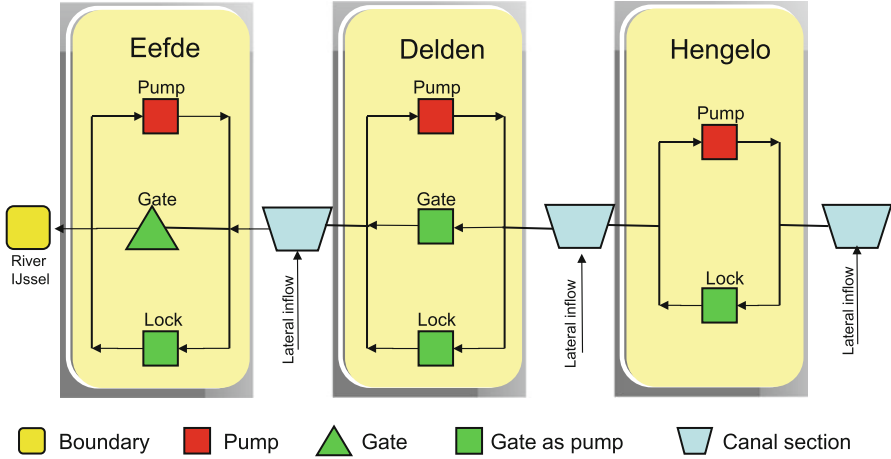 Eefde
Delden
Hengelo
Pump
Pump
Pump
Gate
Gate
River
IJssel
Lateral inflow
Lateral inflow
Lateral inflow
Lock
Lock
Lock
Boundary
Pump
Gate
Gate as pump
Canal section